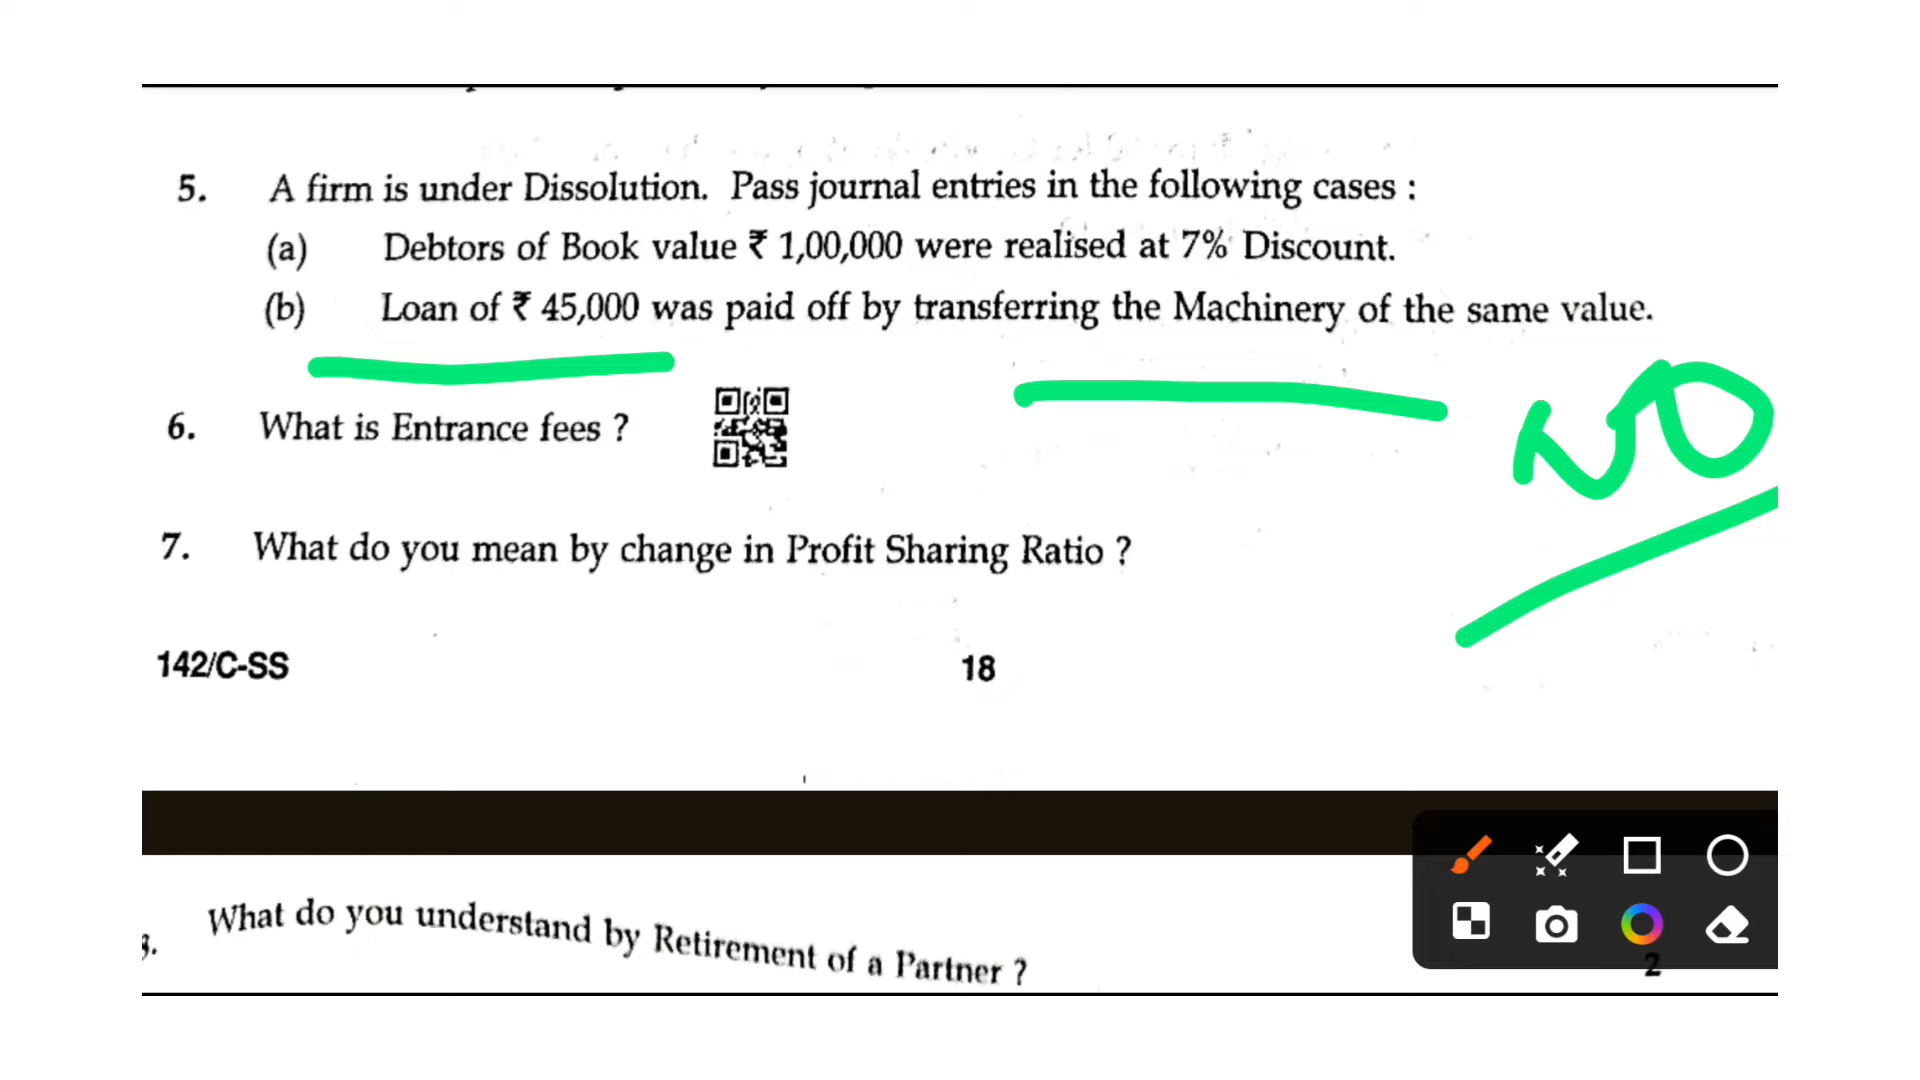 5. A firm is under Dissolution. Pass journal entries in the following cases :
(a) Debtors of Book value ₹ 1,00,000 were realised at 7% Discount.
(b) Loan of ₹ 45,000 was paid off by transferring the Machinery of the same value.
NO
6. What is Entrance fees ?
7. What do you mean by change in Profit Sharing Ratio ?
142/C-SS 18
What do you understand by Retirement of a Partner ?
2